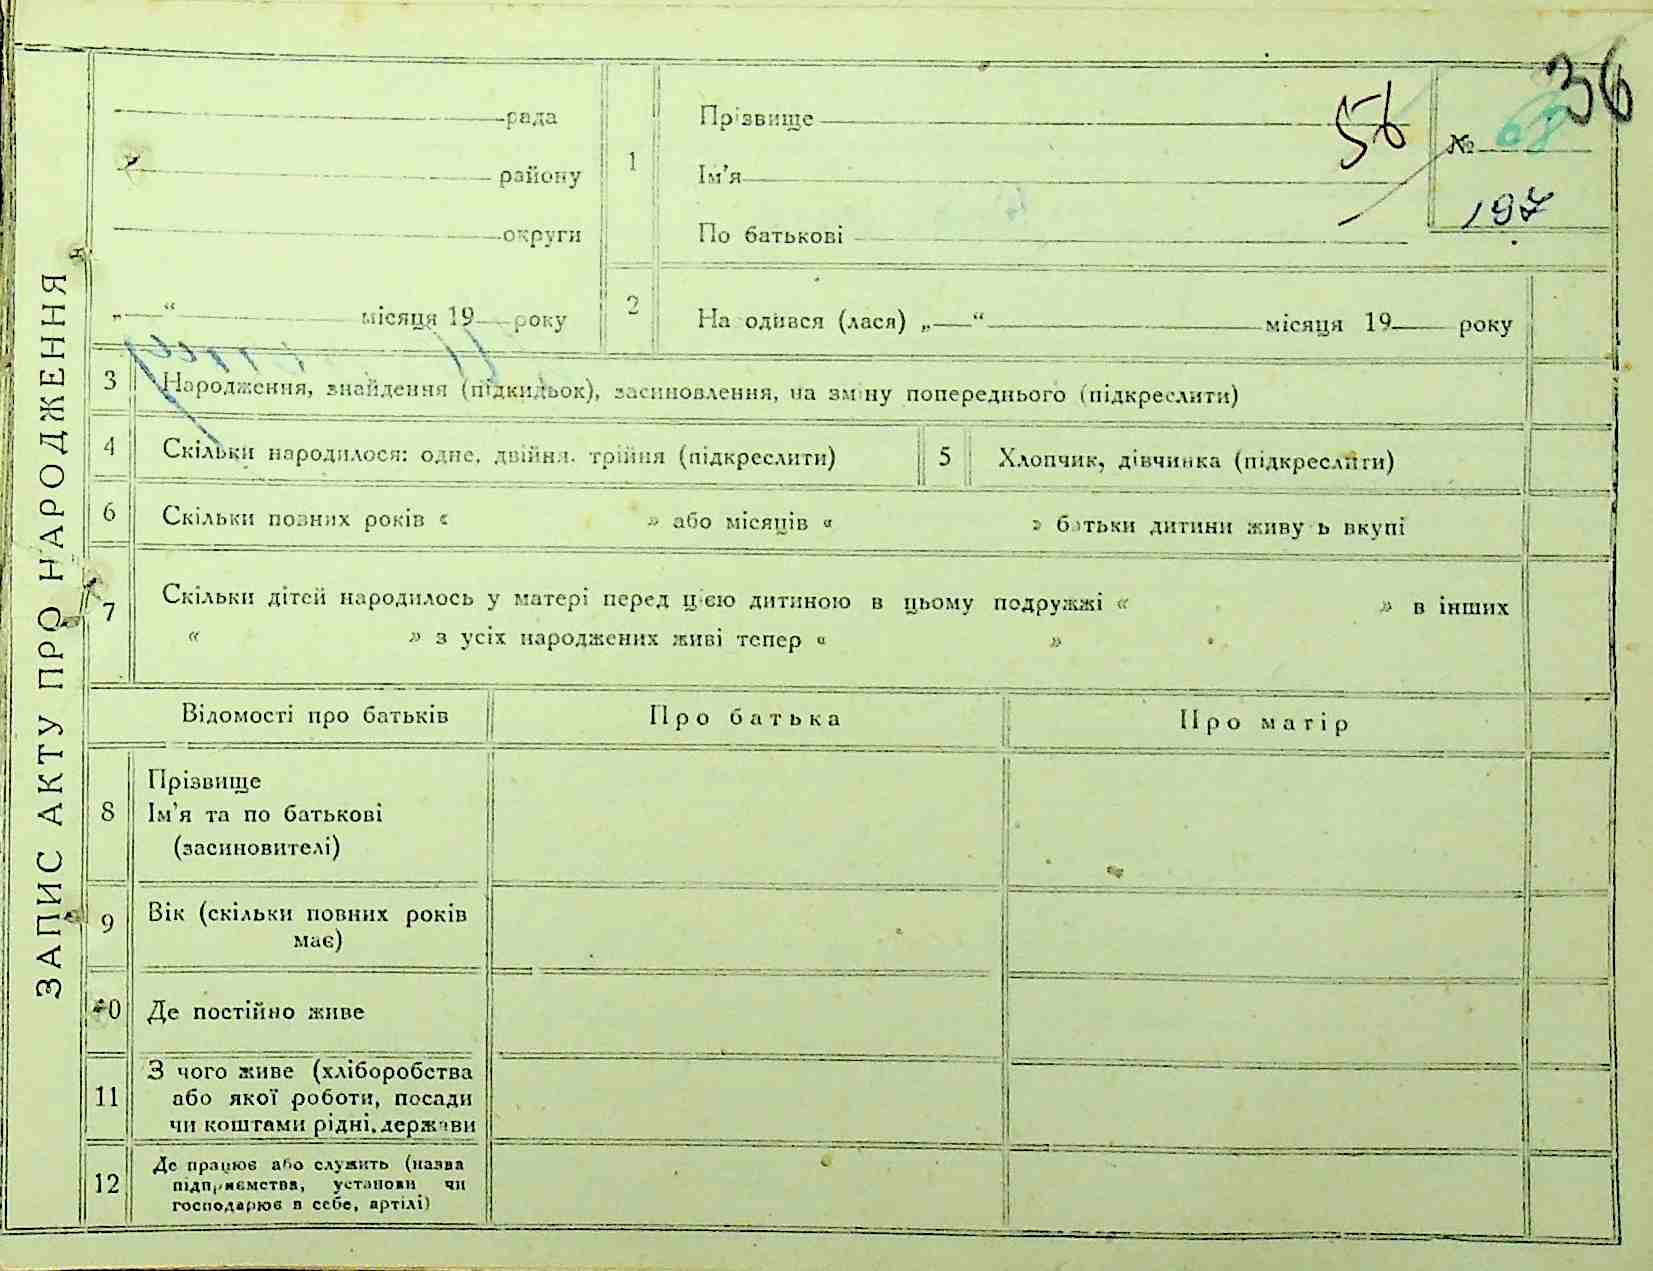 36
56
68
197
ЗАПИС АКТУ ПРО НАРОДЖЕННЯ
рада
району
округи
„—“ місяця 19 року
1
Прізвище
Ім’я
По батькові
№
2
На одився (лася) „—“ місяця 19 року
3 Народження, знайдення (підкидьок), засиновлення, на зміну попереднього (підкреслити)
4 Скільки народилося: одне, двійня, трійня (підкреслити)
5 Хлопчик, дівчинка (підкреслити)
6 Скільки повних років « » або місяців « » батьки дитини живу ь вкупі
7 Скільки дітей народилось у матері перед цією дитиною в цьому подружжі « » в інших
« » з усіх народжених живі тепер « »
Відомості про батьків Про батька Про матір
8
Прізвище
Ім’я та по батькові
(засиновителі)
9
Вік (скільки повних років
має)
10 Де постійно живе
11
З чого живе (хліборобства
або якої роботи, посади
чи коштами рідні, держави
12
Де працює або служить (назва
підприємства, установи чи
господарює в себе, артілі)